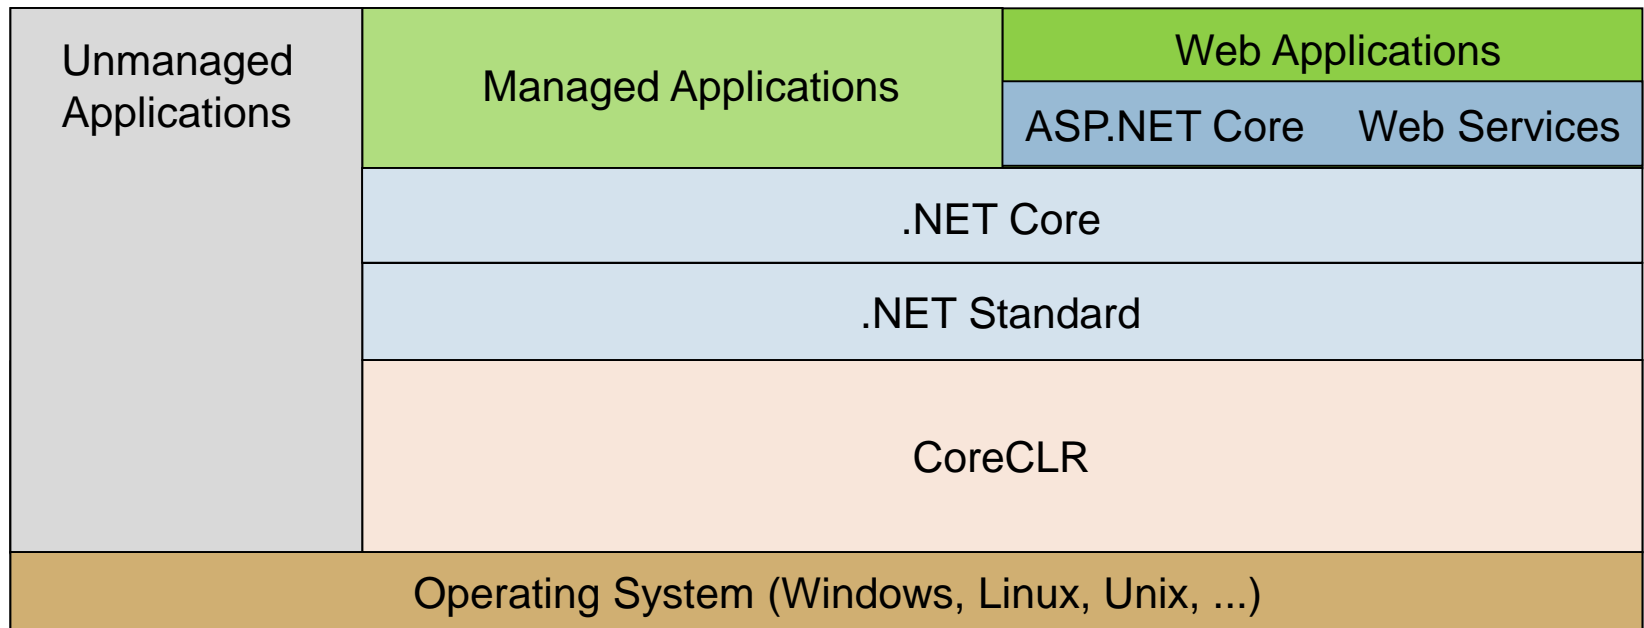 Unmanaged
Applications
Managed Applications
Web Applications
ASP.NET Core Web Services
.NET Core
.NET Standard
CoreCLR
Operating System (Windows, Linux, Unix, ...)